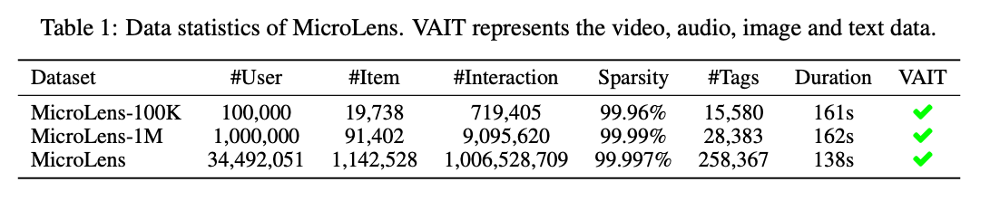 Table 1: Data statistics of MicroLens. VAIT represents the video, audio, image and text data.
Dataset #User #Item #Interaction Sparsity #Tags Duration VAIT
MicroLens-100K 100,000 19,738 719,405 99.96% 15,580 161s ✔
MicroLens-1M 1,000,000 91,402 9,095,620 99.99% 28,383 162s ✔
MicroLens 34,492,051 1,142,528 1,006,528,709 99.997% 258,367 138s ✔